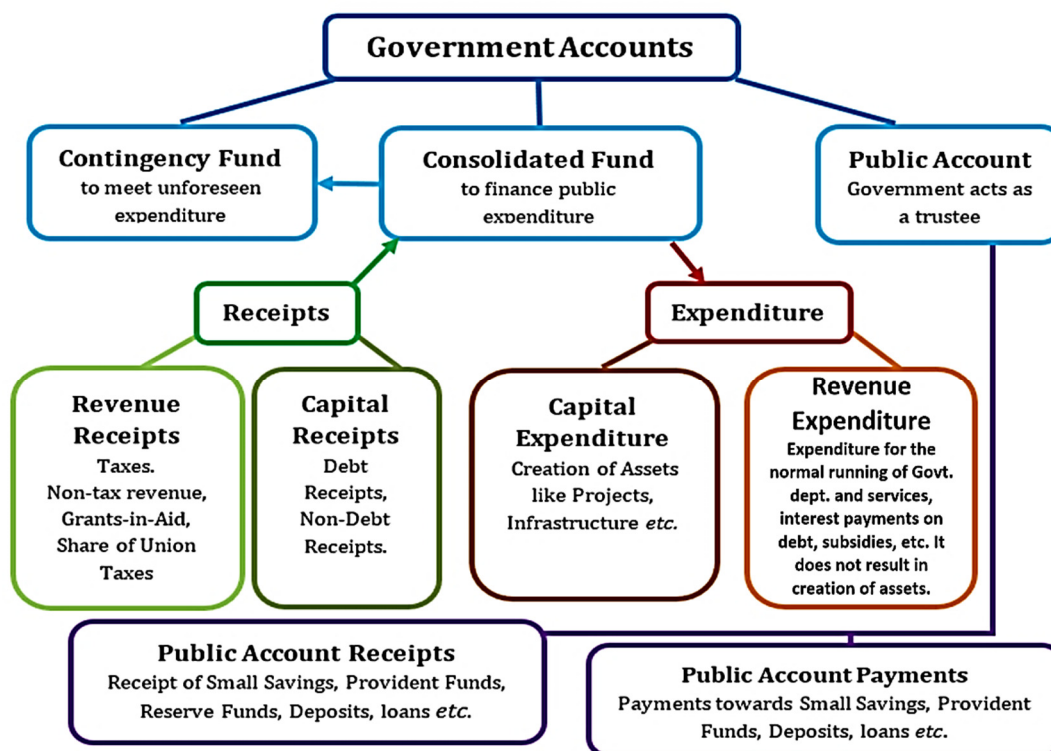 Government Accounts
Contingency Fund
to meet unforeseen
expenditure
Consolidated Fund
to finance public
expenditure
Public Account
Government acts as
a trustee
Receipts
Expenditure
Revenue
Receipts
Taxes.
Non-tax revenue,
Grants-in-Aid,
Share of Union
Taxes
Capital
Receipts
Debt
Receipts,
Non-Debt
Receipts.
Capital
Expenditure
Creation of Assets
like Projects,
Infrastructure etc.
Revenue
Expenditure
Expenditure for the
normal running of Govt.
dept. and services,
interest payments on
debt, subsidies, etc. It
does not result in
creation of assets.
Public Account Receipts
Receipt of Small Savings, Provident Funds,
Reserve Funds, Deposits, loans etc.
Public Account Payments
Payments towards Small Savings, Provident
Funds, Deposits, loans etc.